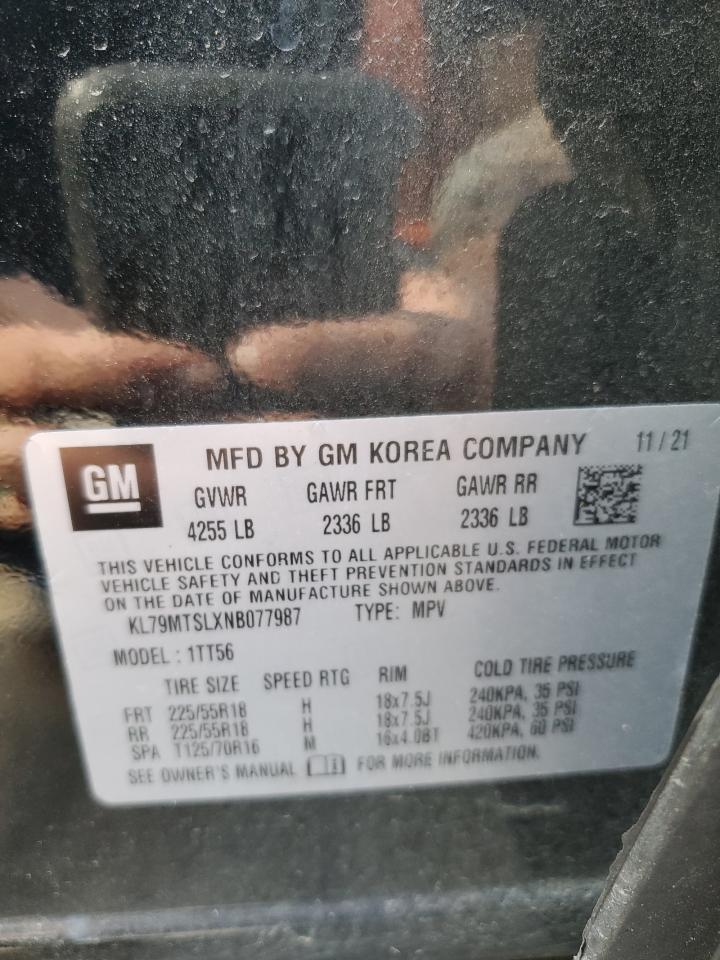 GM
MFD BY GM KOREA COMPANY 11/21
GVWR GAWR FRT GAWR RR
4255 LB 2336 LB 2336 LB
THIS VEHICLE CONFORMS TO ALL APPLICABLE U.S. FEDERAL MOTOR
VEHICLE SAFETY AND THEFT PREVENTION STANDARDS IN EFFECT
ON THE DATE OF MANUFACTURE SHOWN ABOVE.
KL79MTSLXNB077987 TYPE: MPV
MODEL : 1TT56
TIRE SIZE SPEED RTG RIM COLD TIRE PRESSURE
FRT 225/55R18 H 18x7.5J 240KPA, 35 PSI
RR 225/55R18 H 18x7.5J 240KPA, 35 PSI
SPA T125/70R16 M 16x4.0BT 420KPA, 60 PSI
SEE OWNER'S MANUAL FOR MORE INFORMATION.